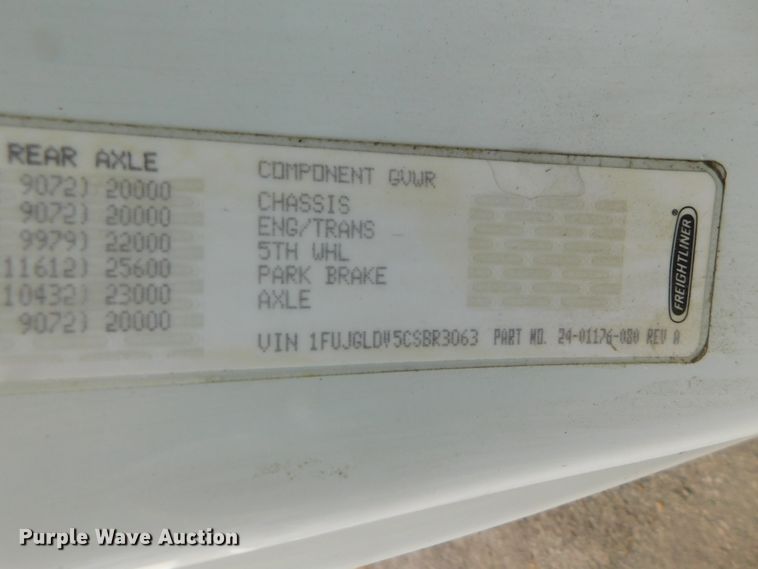 REAR AXLE
9072) 20000
9072) 20000
9979) 22000
11612) 25600
10432) 23000
9072) 20000
COMPONENT GVWR
CHASSIS
ENG/TRANS
5TH WHL
PARK BRAKE
AXLE
VIN 1FUJGLDV5CSBR3063 PART NO. 24-01176-080 REV A
FREIGHTLINER®
Purple Wave Auction